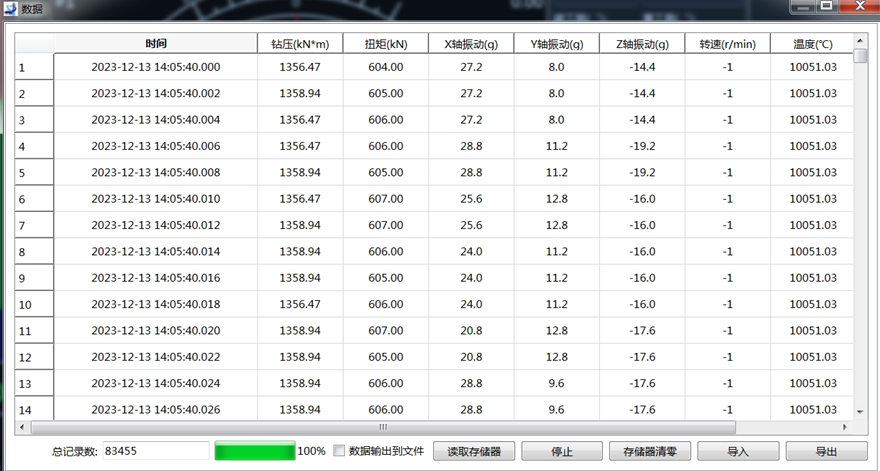 数据
时间 钻压(kN*m) 扭矩(kN) X轴振动(g) Y轴振动(g) Z轴振动(g) 转速(r/min) 温度(℃)
1 2023-12-13 14:05:40.000 1356.47 604.00 27.2 8.0 -14.4 -1 10051.03
2 2023-12-13 14:05:40.002 1358.94 605.00 27.2 8.0 -14.4 -1 10051.03
3 2023-12-13 14:05:40.004 1356.47 606.00 27.2 8.0 -14.4 -1 10051.03
4 2023-12-13 14:05:40.006 1356.47 606.00 28.8 11.2 -19.2 -1 10051.03
5 2023-12-13 14:05:40.008 1358.94 605.00 28.8 11.2 -19.2 -1 10051.03
6 2023-12-13 14:05:40.010 1356.47 607.00 25.6 12.8 -16.0 -1 10051.03
7 2023-12-13 14:05:40.012 1358.94 607.00 25.6 12.8 -16.0 -1 10051.03
8 2023-12-13 14:05:40.014 1358.94 606.00 24.0 11.2 -16.0 -1 10051.03
9 2023-12-13 14:05:40.016 1358.94 605.00 24.0 11.2 -16.0 -1 10051.03
10 2023-12-13 14:05:40.018 1356.47 606.00 24.0 11.2 -16.0 -1 10051.03
11 2023-12-13 14:05:40.020 1358.94 607.00 20.8 12.8 -17.6 -1 10051.03
12 2023-12-13 14:05:40.022 1358.94 605.00 20.8 12.8 -17.6 -1 10051.03
13 2023-12-13 14:05:40.024 1358.94 606.00 28.8 9.6 -17.6 -1 10051.03
14 2023-12-13 14:05:40.026 1358.94 606.00 28.8 9.6 -17.6 -1 10051.03
总记录数: 83455 100% 数据输出到文件 读取存储器 停止 存储器清零 导入 导出